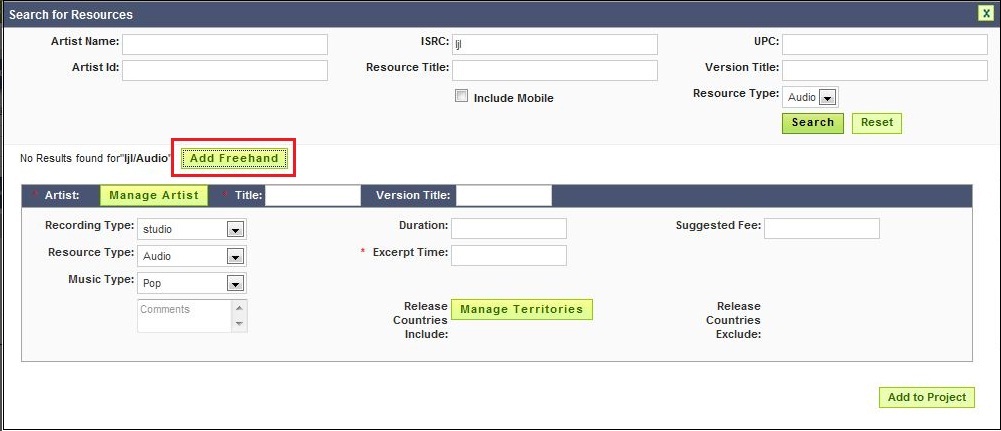 Search for Resources X
Artist Name: ISRC: ljl UPC:
Artist Id: Resource Title: Version Title:
Include Mobile Resource Type: Audio
Search Reset
No Results found for"ljl/Audio" Add Freehand
* Artist: Manage Artist * Title: Version Title:
Recording Type: studio Duration: Suggested Fee:
Resource Type: Audio * Excerpt Time:
Music Type: Pop
Comments Release Countries Include: Manage Territories Release Countries Exclude:
Add to Project